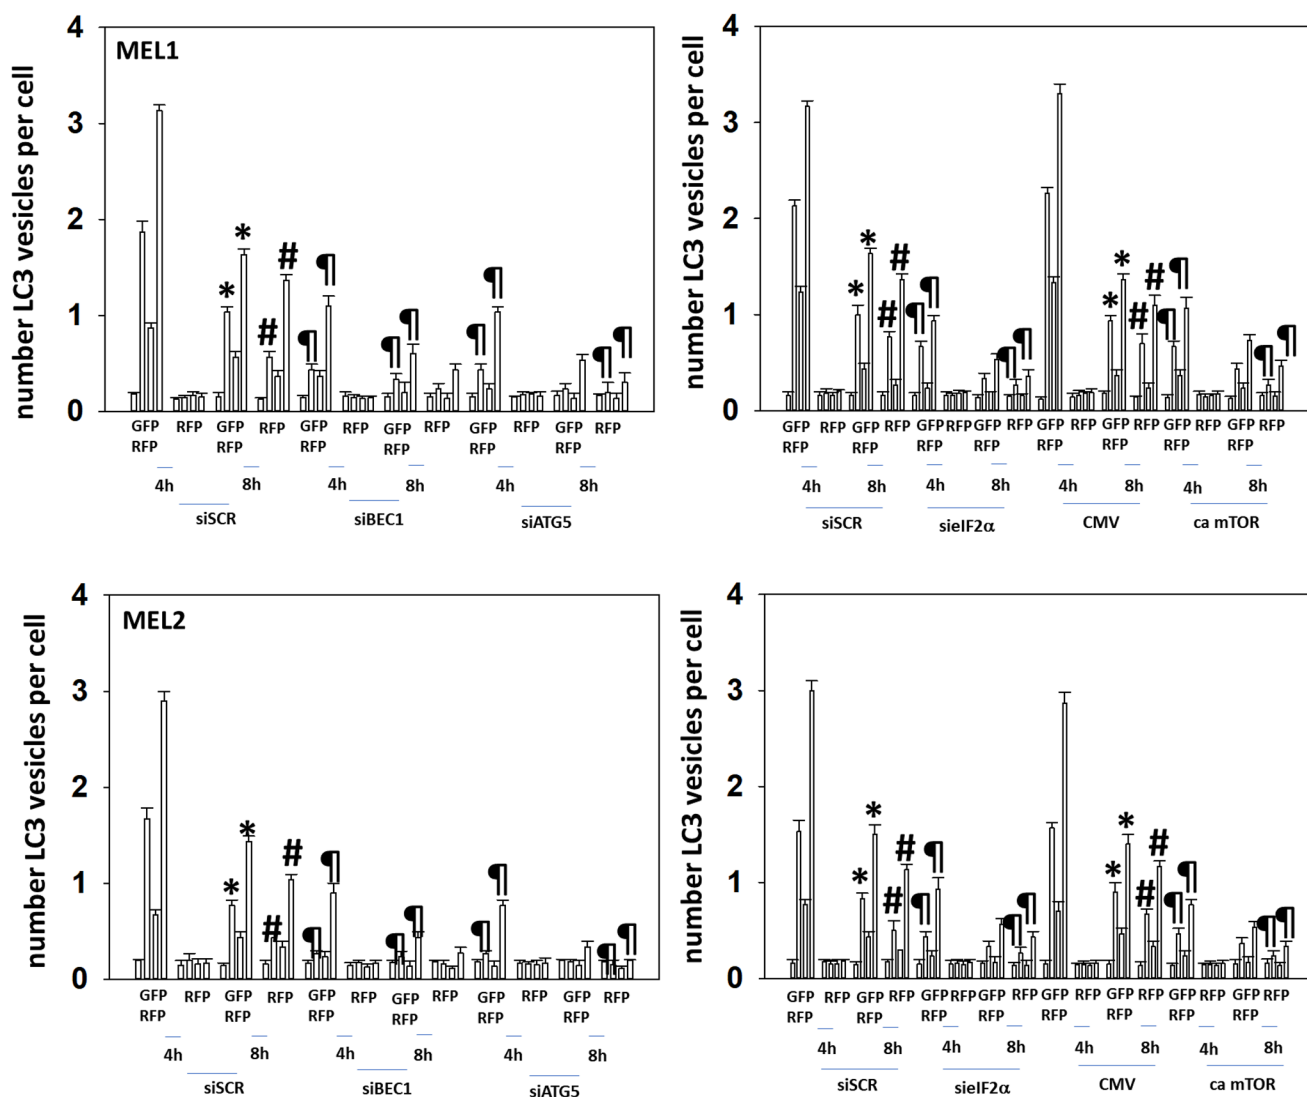 MEL1
number LC3 vesicles per cell
4
3
2
1
0
* * # # ¶ ¶ ¶ ¶ ¶ ¶ ¶ ¶
GFP RFP GFP RFP GFP RFP GFP RFP GFP RFP GFP RFP
RFP RFP RFP RFP RFP RFP
4h 8h 4h 8h 4h 8h
siSCR siBEC1 siATG5
number LC3 vesicles per cell
4
3
2
1
0
* * # # ¶ ¶ ¶ ¶ * * # # ¶ ¶ ¶ ¶
GFP RFP GFP RFP GFP RFP GFP RFP GFP RFP GFP RFP GFP RFP GFP RFP
RFP RFP RFP RFP RFP RFP RFP RFP
4h 8h 4h 8h 4h 8h 4h 8h
siSCR sieIF2α CMV ca mTOR
MEL2
number LC3 vesicles per cell
4
3
2
1
0
* * # # ¶ ¶ ¶ ¶ ¶ ¶ ¶ ¶
GFP RFP GFP RFP GFP RFP GFP RFP GFP RFP GFP RFP
RFP RFP RFP RFP RFP RFP
4h 8h 4h 8h 4h 8h
siSCR siBEC1 siATG5
number LC3 vesicles per cell
4
3
2
1
0
* * # # ¶ ¶ ¶ ¶ * * # # ¶ ¶ ¶ ¶
GFP RFP GFP RFP GFP RFP GFP RFP GFP RFP GFP RFP GFP RFP GFP RFP
RFP RFP RFP RFP RFP RFP RFP RFP
4h 8h 4h 8h 4h 8h 4h 8h
siSCR sieIF2α CMV ca mTOR